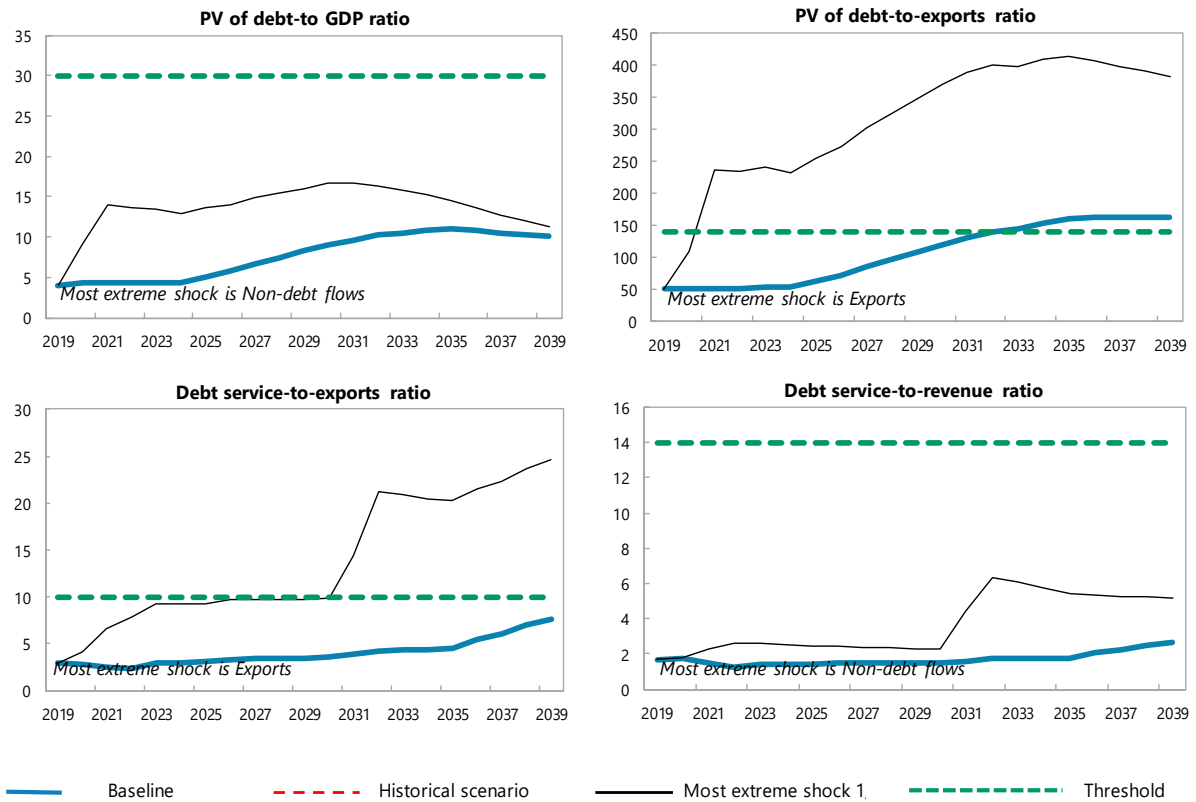 PV of debt-to GDP ratio
35
30
25
20
15
10
5
0
Most extreme shock is Non-debt flows
2019 2021 2023 2025 2027 2029 2031 2033 2035 2037 2039
PV of debt-to-exports ratio
450
400
350
300
250
200
150
100
50
0
Most extreme shock is Exports
2019 2021 2023 2025 2027 2029 2031 2033 2035 2037 2039
Debt service-to-exports ratio
30
25
20
15
10
5
0
Most extreme shock is Exports
2019 2021 2023 2025 2027 2029 2031 2033 2035 2037 2039
Debt service-to-revenue ratio
16
14
12
10
8
6
4
2
0
Most extreme shock is Non-debt flows
2019 2021 2023 2025 2027 2029 2031 2033 2035 2037 2039
Baseline Historical scenario Most extreme shock 1, Threshold